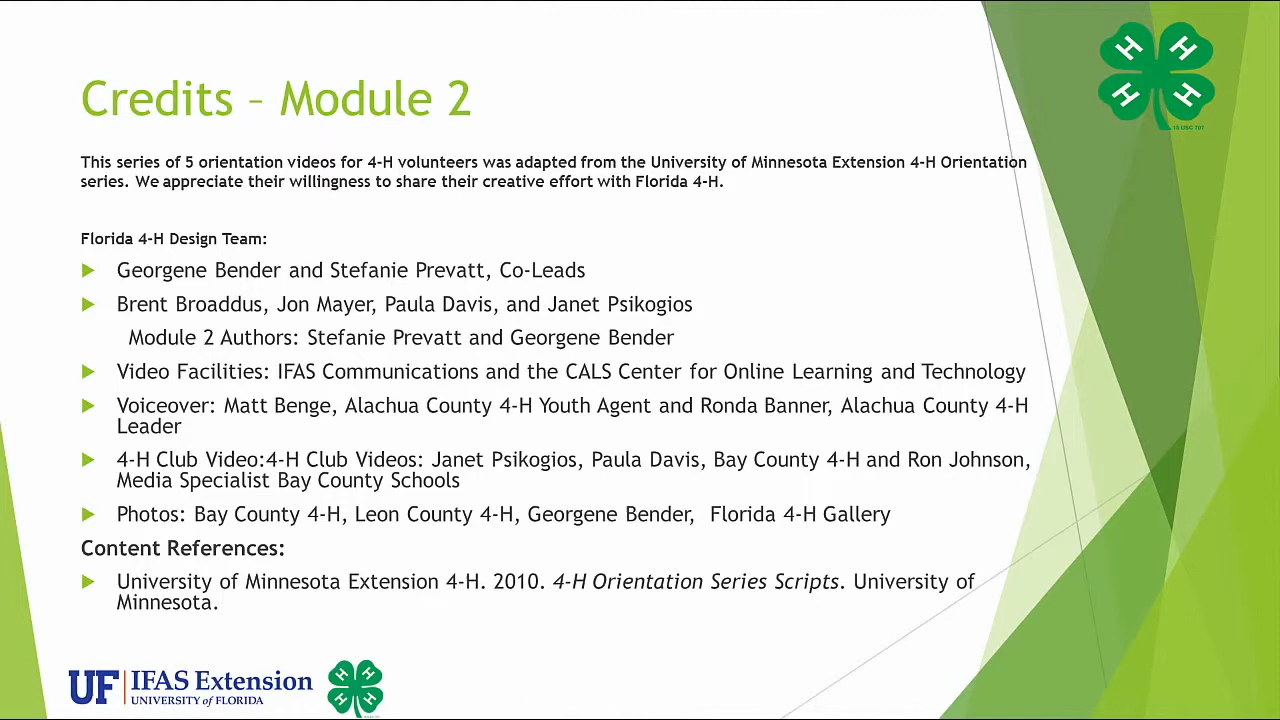 Credits – Module 2
H H
H H
18 USC 707
This series of 5 orientation videos for 4-H volunteers was adapted from the University of Minnesota Extension 4-H Orientation
series. We appreciate their willingness to share their creative effort with Florida 4-H.
Florida 4-H Design Team:
Georgene Bender and Stefanie Prevatt, Co-Leads
Brent Broaddus, Jon Mayer, Paula Davis, and Janet Psikogios
Module 2 Authors: Stefanie Prevatt and Georgene Bender
Video Facilities: IFAS Communications and the CALS Center for Online Learning and Technology
Voiceover: Matt Benge, Alachua County 4-H Youth Agent and Ronda Banner, Alachua County 4-H
Leader
4-H Club Video:4-H Club Videos: Janet Psikogios, Paula Davis, Bay County 4-H and Ron Johnson,
Media Specialist Bay County Schools
Photos: Bay County 4-H, Leon County 4-H, Georgene Bender,  Florida 4-H Gallery
Content References:
University of Minnesota Extension 4-H. 2010. 4-H Orientation Series Scripts. University of
Minnesota.
UF IFAS Extension
UNIVERSITY of FLORIDA
H H
H H